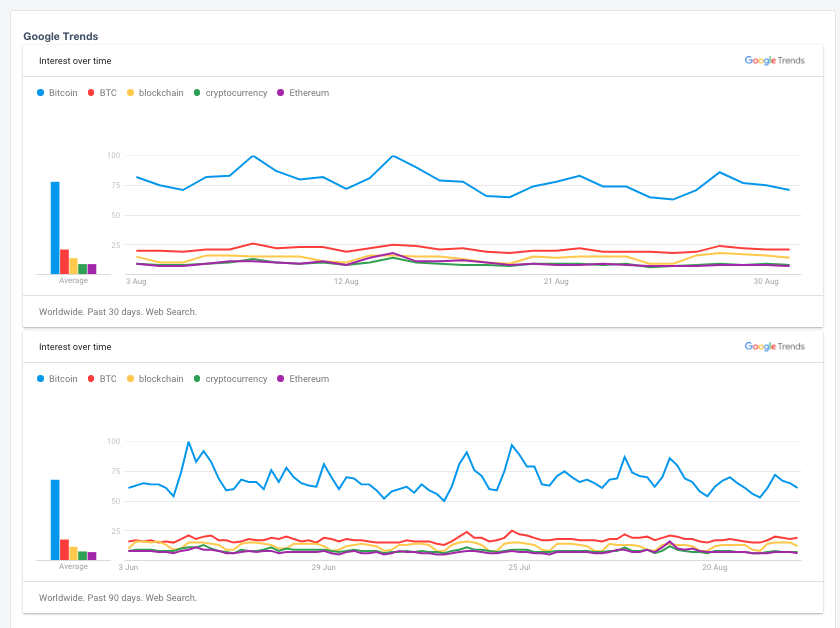 Google Trends
Interest over time
Google Trends
Bitcoin BTC blockchain cryptocurrency Ethereum
100
75
50
25
Average
3 Aug 12 Aug 21 Aug 30 Aug
Worldwide. Past 30 days. Web Search.
Interest over time
Google Trends
Bitcoin BTC blockchain cryptocurrency Ethereum
100
75
50
25
Average
3 Jun 29 Jun 25 Jul 20 Aug
Worldwide. Past 90 days. Web Search.